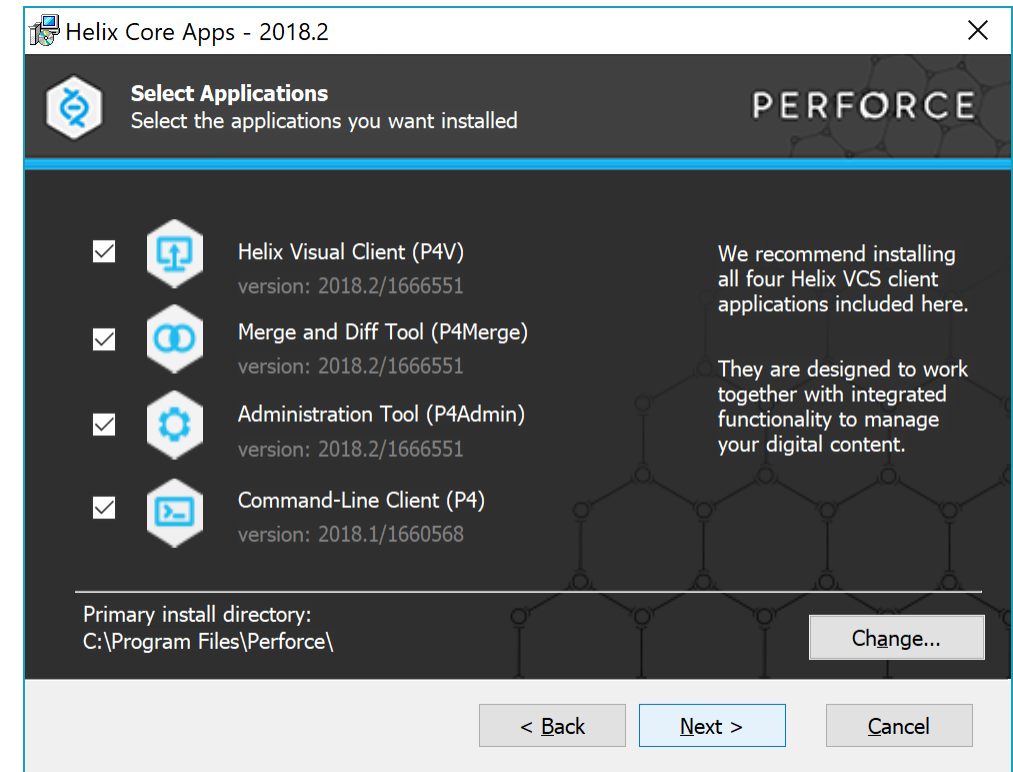 Helix Core Apps - 2018.2
Select Applications
Select the applications you want installed
PERFORCE
Helix Visual Client (P4V)
version: 2018.2/1666551
Merge and Diff Tool (P4Merge)
version: 2018.2/1666551
Administration Tool (P4Admin)
version: 2018.2/1666551
Command-Line Client (P4)
version: 2018.1/1660568
We recommend installing
all four Helix VCS client
applications included here.
They are designed to work
together with integrated
functionality to manage
your digital content.
Primary install directory:
C:\Program Files\Perforce\
Change...
< Back
Next >
Cancel